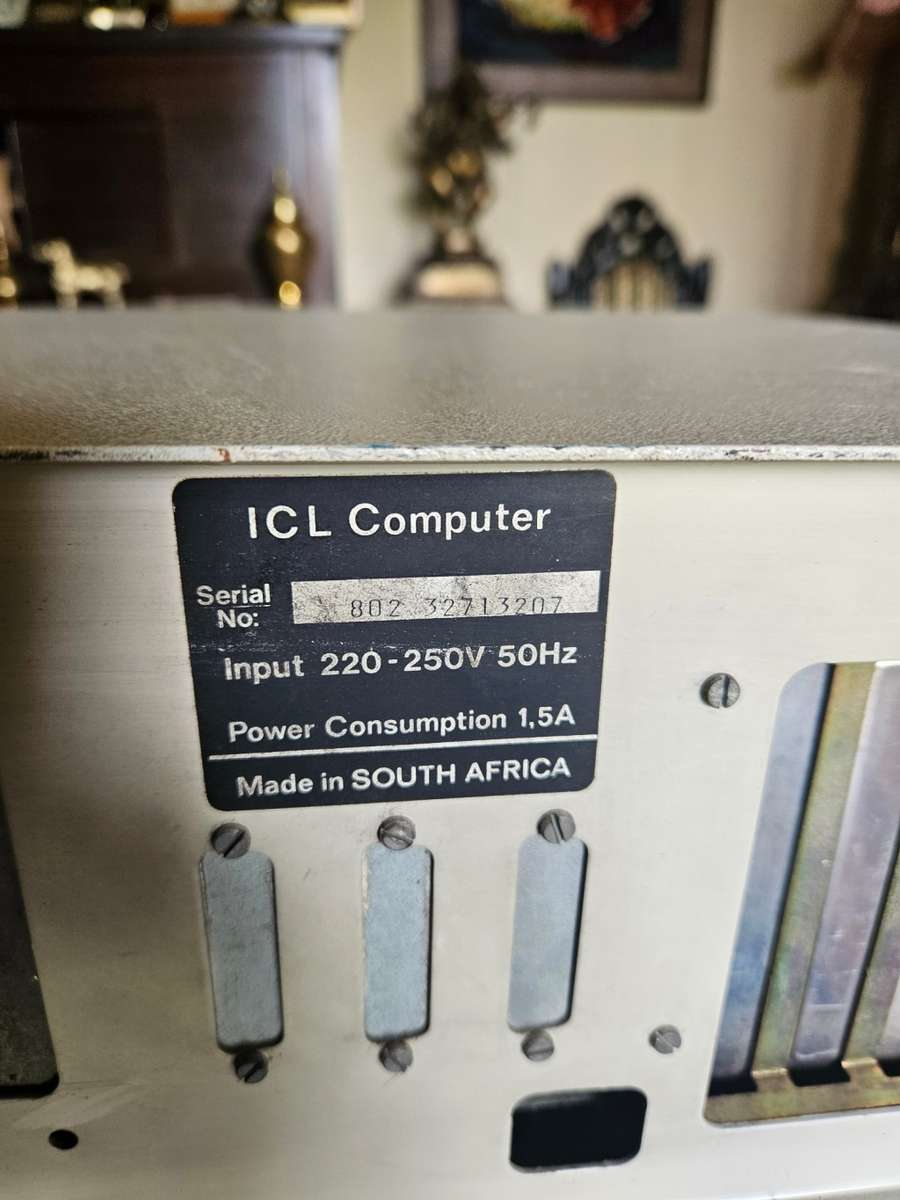 ICL Computer
Serial No: 802 32713207
Input 220-250V 50Hz
Power Consumption 1,5A
Made in SOUTH AFRICA